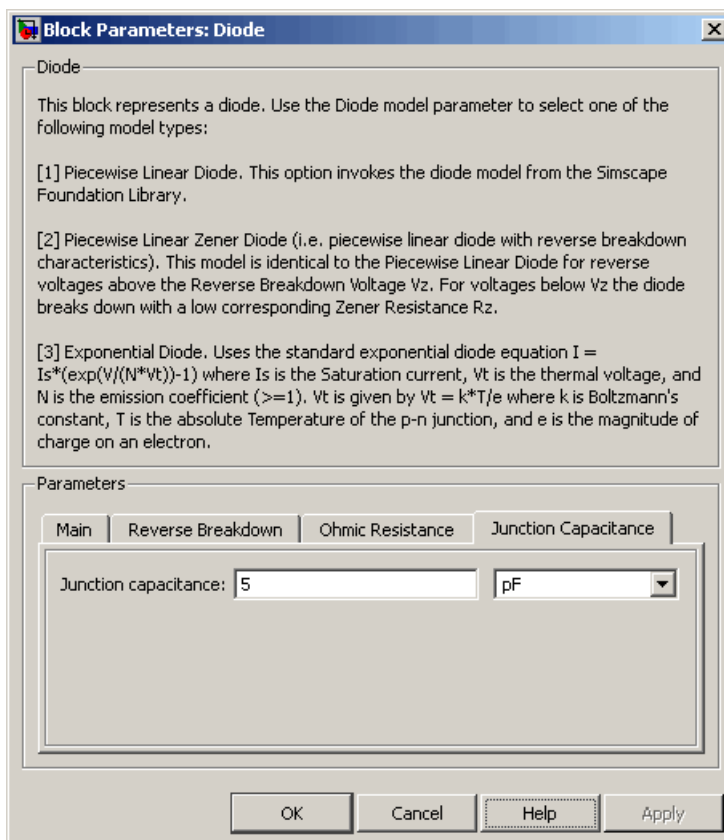 Block Parameters: Diode
Diode
This block represents a diode. Use the Diode model parameter to select one of the
following model types:
[1] Piecewise Linear Diode. This option invokes the diode model from the Simscape
Foundation Library.
[2] Piecewise Linear Zener Diode (i.e. piecewise linear diode with reverse breakdown
characteristics). This model is identical to the Piecewise Linear Diode for reverse
voltages above the Reverse Breakdown Voltage Vz. For voltages below Vz the diode
breaks down with a low corresponding Zener Resistance Rz.
[3] Exponential Diode. Uses the standard exponential diode equation I =
Is*(exp(V/(N*Vt))-1) where Is is the Saturation current, Vt is the thermal voltage, and
N is the emission coefficient (>=1). Vt is given by Vt = k*T/e where k is Boltzmann's
constant, T is the absolute Temperature of the p-n junction, and e is the magnitude of
charge on an electron.
Parameters
Main Reverse Breakdown Ohmic Resistance Junction Capacitance
Junction capacitance: 5 pF
OK Cancel Help Apply